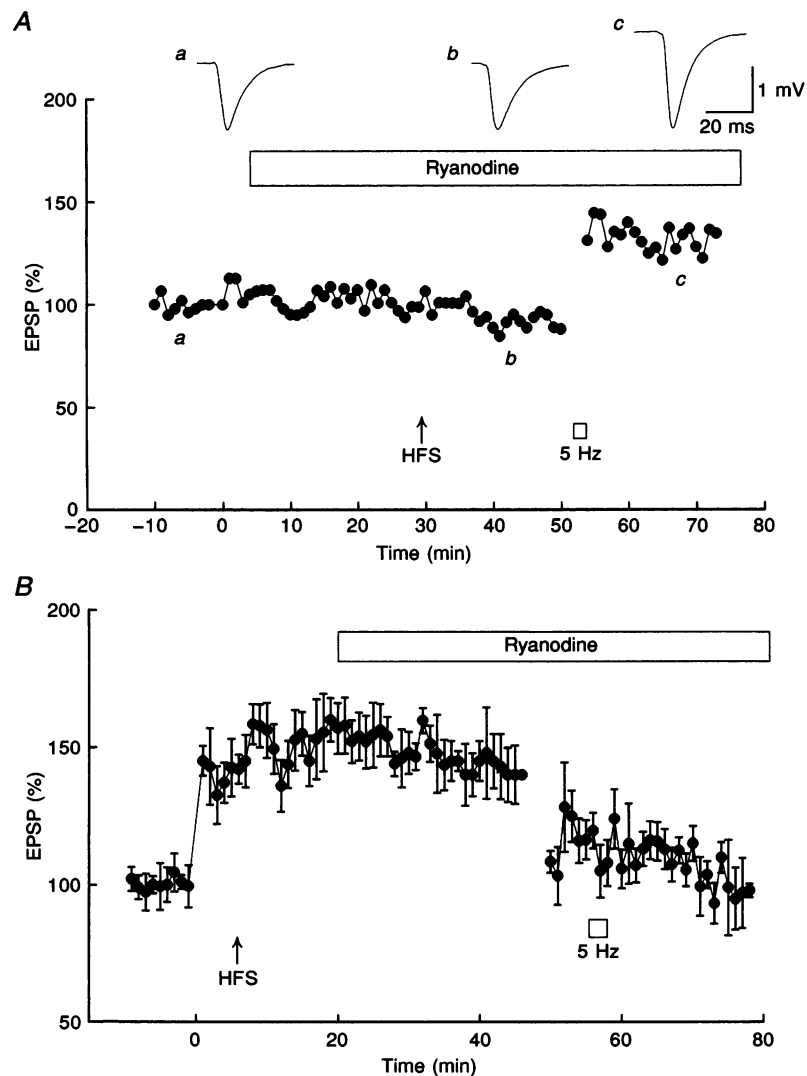 A
a
b
c
1 mV
20 ms
200
Ryanodine
150
100
EPSP (%)
a
b
c
50
HFS
5 Hz
0
−20 −10 0 10 20 30 40 50 60 70 80
Time (min)
B
200
Ryanodine
150
EPSP (%)
100
HFS
5 Hz
50
0 20 40 60 80
Time (min)